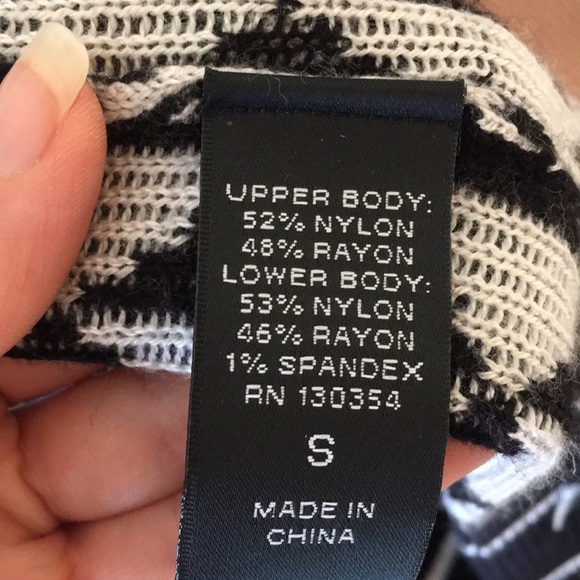 UPPER BODY:
52% NYLON
48% RAYON
LOWER BODY:
53% NYLON
46% RAYON
1% SPANDEX
RN 130354
S
MADE IN
CHINA